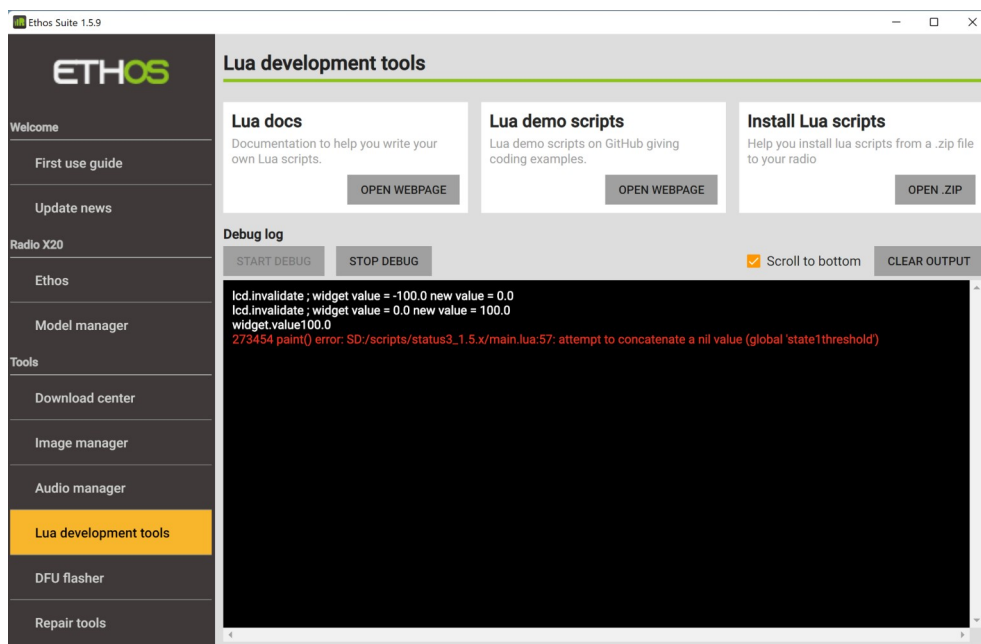 Ethos Suite 1.5.9
ETHOS
Welcome
First use guide
Update news
Radio X20
Ethos
Model manager
Tools
Download center
Image manager
Audio manager
Lua development tools
DFU flasher
Repair tools
Lua development tools
Lua docs
Documentation to help you write your
own Lua scripts.
OPEN WEBPAGE
Lua demo scripts
Lua demo scripts on GitHub giving
coding examples.
OPEN WEBPAGE
Install Lua scripts
Help you install lua scripts from a .zip file
to your radio
OPEN .ZIP
Debug log
START DEBUG
STOP DEBUG
Scroll to bottom
CLEAR OUTPUT
lcd.invalidate ; widget value = -100.0 new value = 0.0
lcd.invalidate ; widget value = 0.0 new value = 100.0
widget.value100.0
273454 paint() error: SD:/scripts/status3_1.5.x/main.lua:57: attempt to concatenate a nil value (global 'state1threshold')